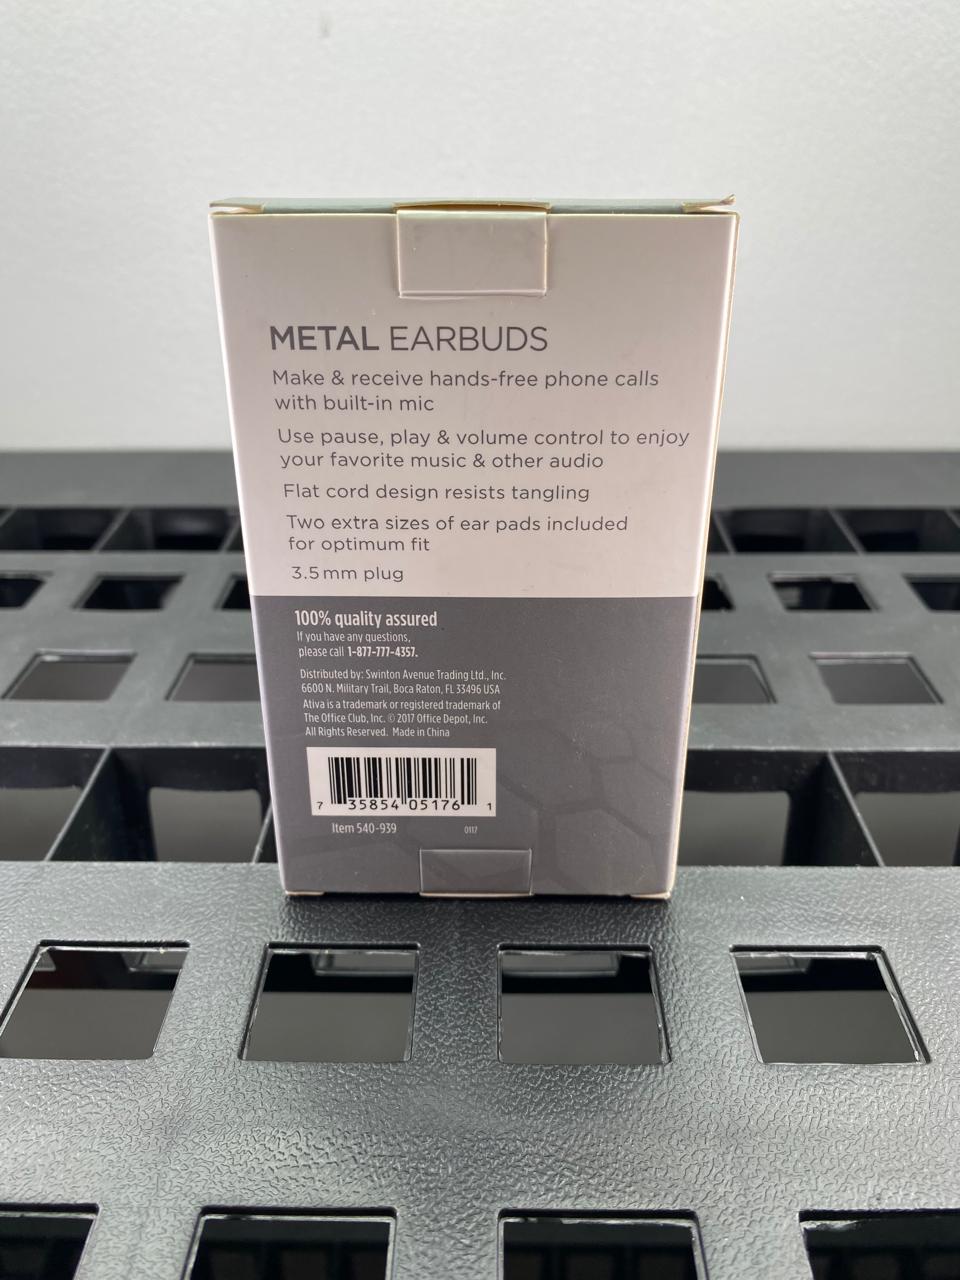 METAL EARBUDS
Make & receive hands-free phone calls
with built-in mic
Use pause, play & volume control to enjoy
your favorite music & other audio
Flat cord design resists tangling
Two extra sizes of ear pads included
for optimum fit
3.5mm plug
100% quality assured
If you have any questions,
please call 1-877-777-4357.
Distributed by: Swinton Avenue Trading Ltd., Inc.
6600 N. Military Trail, Boca Raton, FL 33496 USA
Ativa is a trademark or registered trademark of
The Office Club, Inc. © 2017 Office Depot, Inc.
All Rights Reserved. Made in China
7 35854 05176 1
Item 540-939 0117